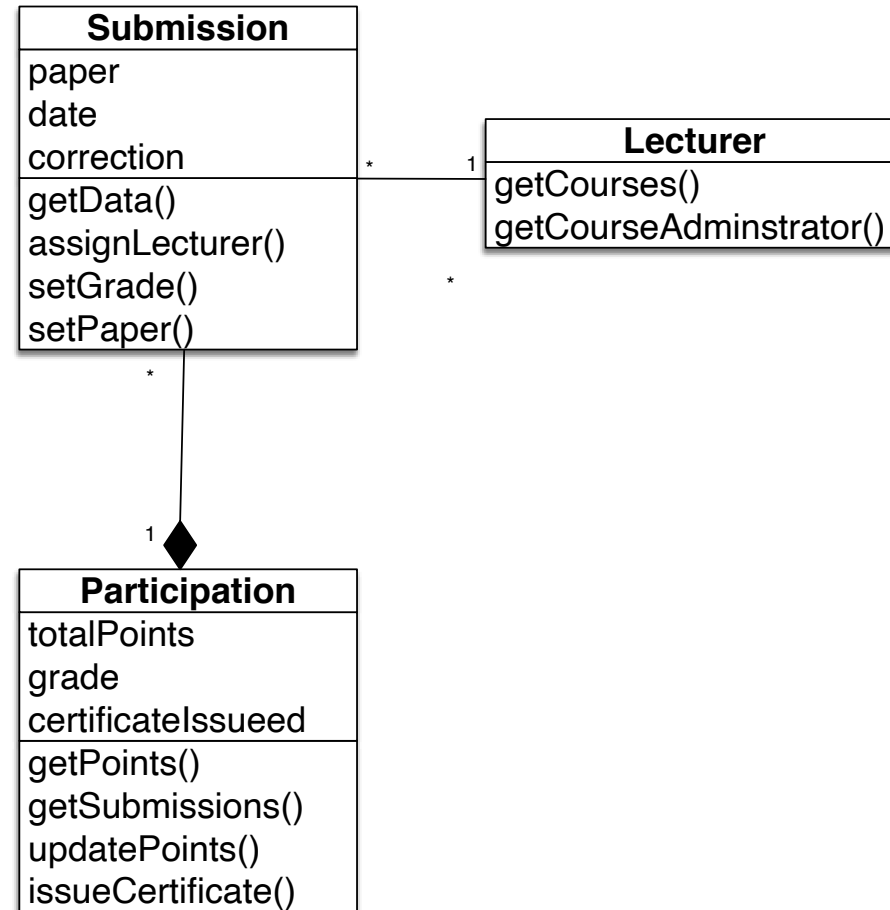 Submission
paper
date
correction
getData()
assignLecturer()
setGrade()
setPaper()
* 1
Lecturer
getCourses()
getCourseAdminstrator()
*
*
1
Participation
totalPoints
grade
certificateIssueed
getPoints()
getSubmissions()
updatePoints()
issueCertificate()